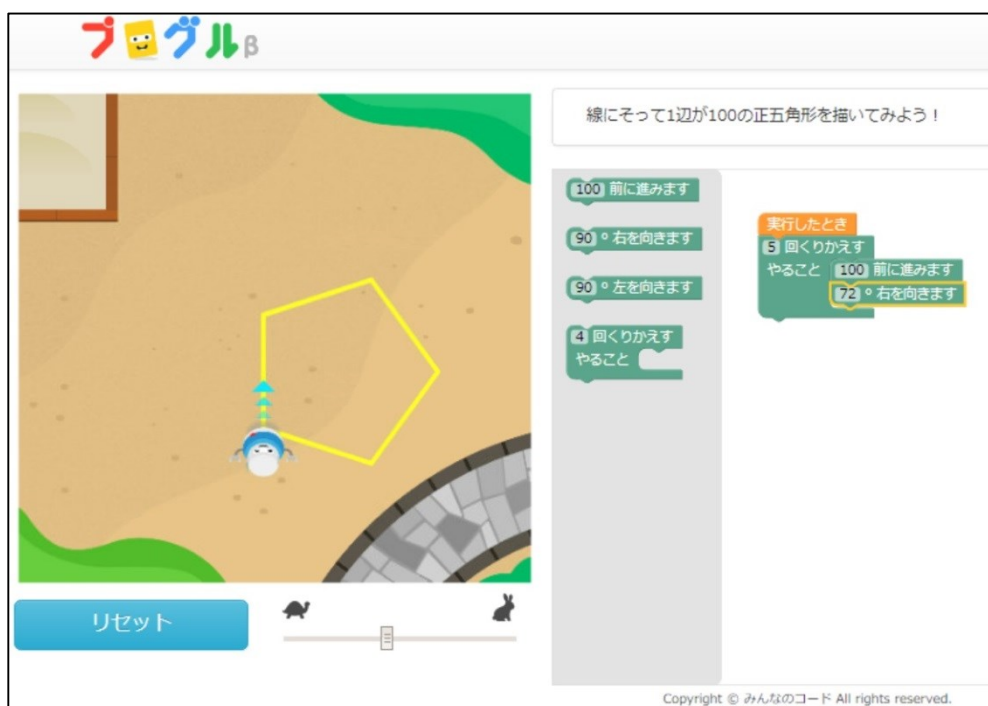 プログルβ
線にそって1辺が100の正五角形を描いてみよう！
100 前に進みます
90 °右を向きます
90 °左を向きます
4 回くりかえす
やること
実行したとき
5 回くりかえす
やること 100 前に進みます
72 °右を向きます
リセット
Copyright © みんなのコード All rights reserved.